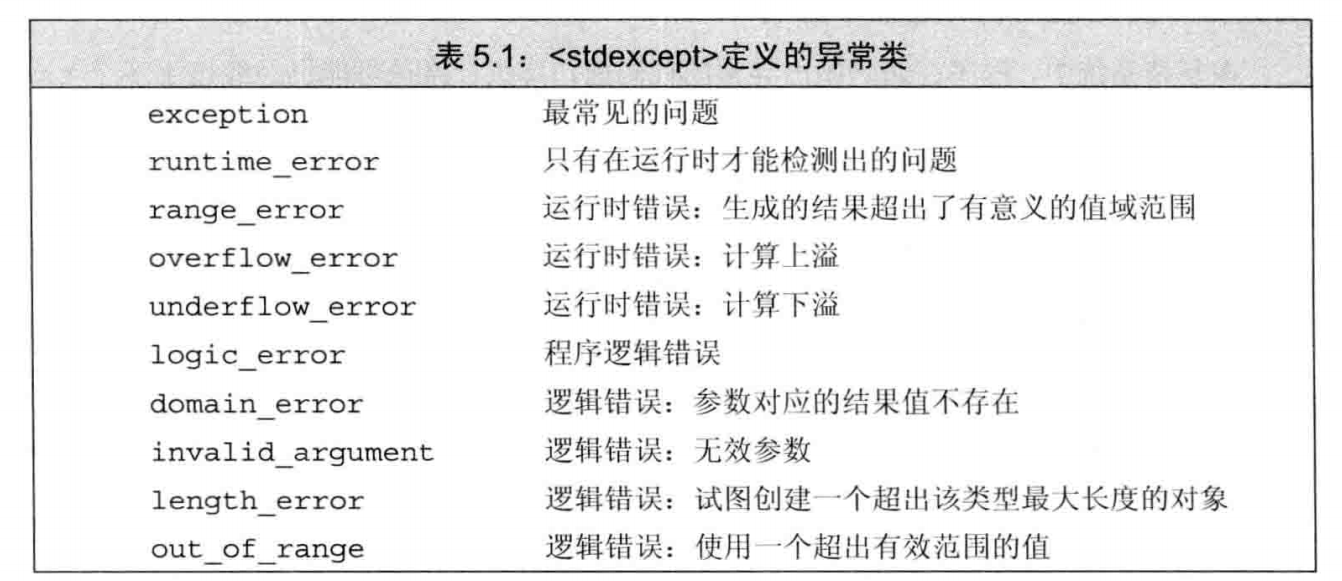 表 5.1：<stdexcept>定义的异常类
exception 最常见的问题
runtime_error 只有在运行时才能检测出的问题
range_error 运行时错误：生成的结果超出了有意义的值域范围
overflow_error 运行时错误：计算上溢
underflow_error 运行时错误：计算下溢
logic_error 程序逻辑错误
domain_error 逻辑错误：参数对应的结果值不存在
invalid_argument 逻辑错误：无效参数
length_error 逻辑错误：试图创建一个超出该类型最大长度的对象
out_of_range 逻辑错误：使用一个超出有效范围的值